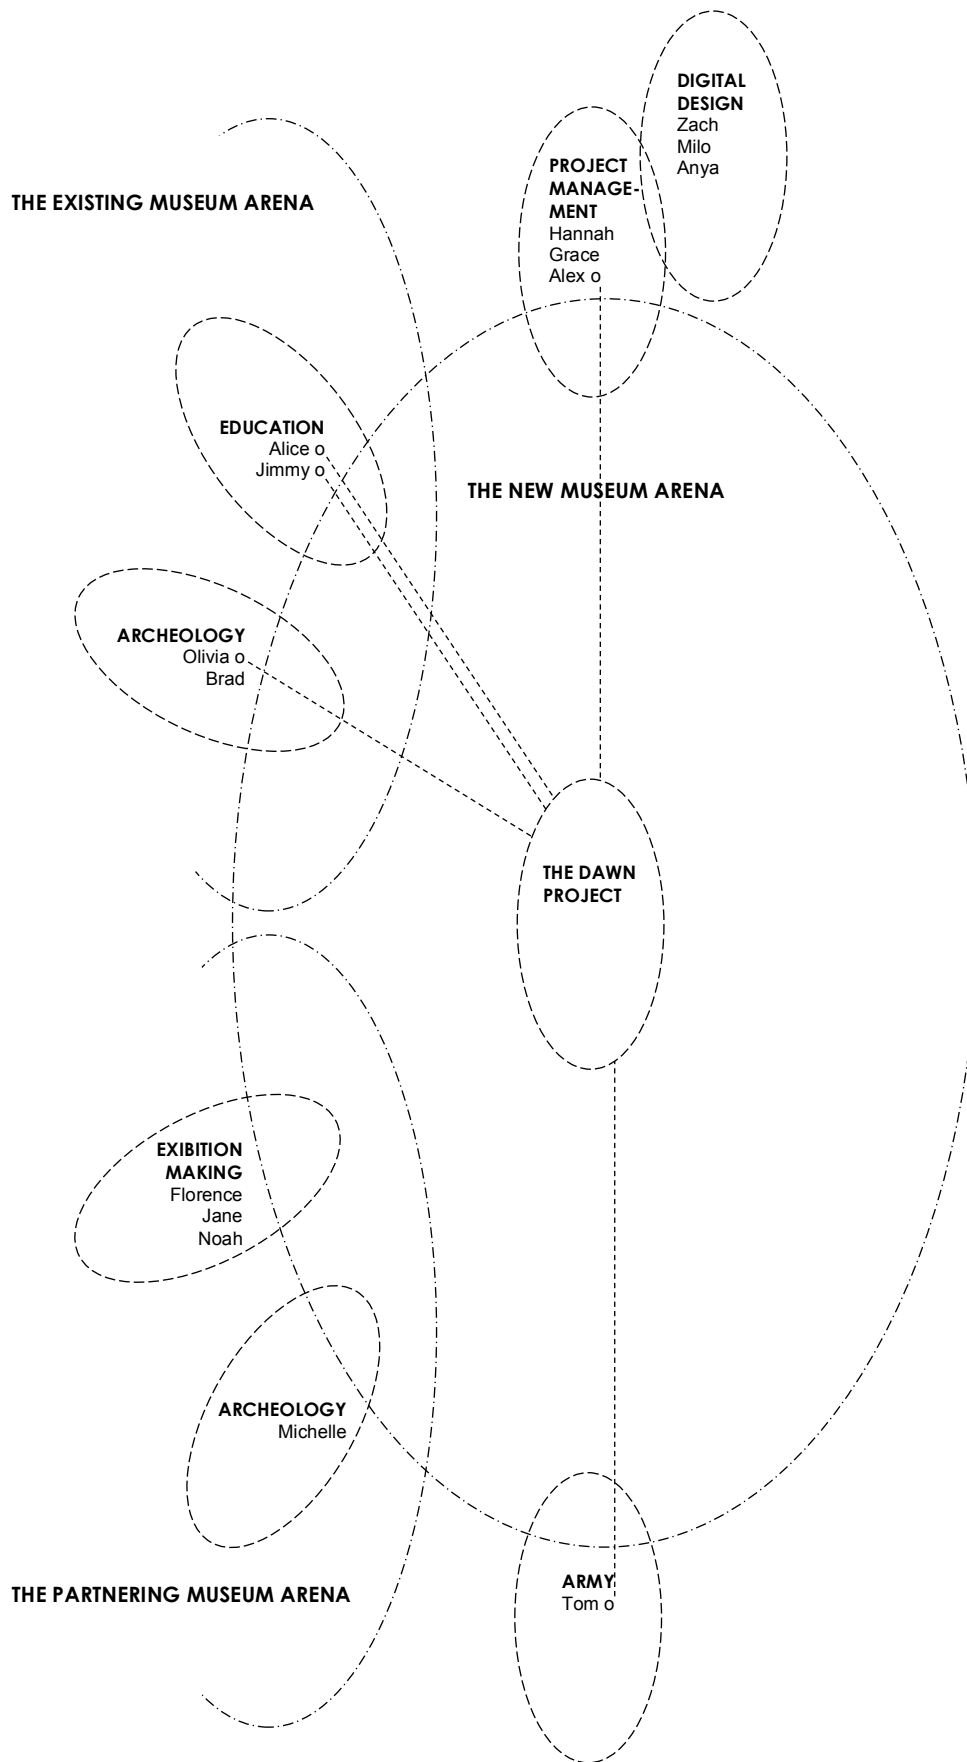 DIGITAL
DESIGN
Zach
Milo
Anya
PROJECT
MANAGE-
MENT
Hannah
Grace
Alex o
THE EXISTING MUSEUM ARENA
EDUCATION
Alice o
Jimmy o
THE NEW MUSEUM ARENA
ARCHEOLOGY
Olivia o
Brad
THE DAWN
PROJECT
EXIBITION
MAKING
Florence
Jane
Noah
ARCHEOLOGY
Michelle
THE PARTNERING MUSEUM ARENA
ARMY
Tom o